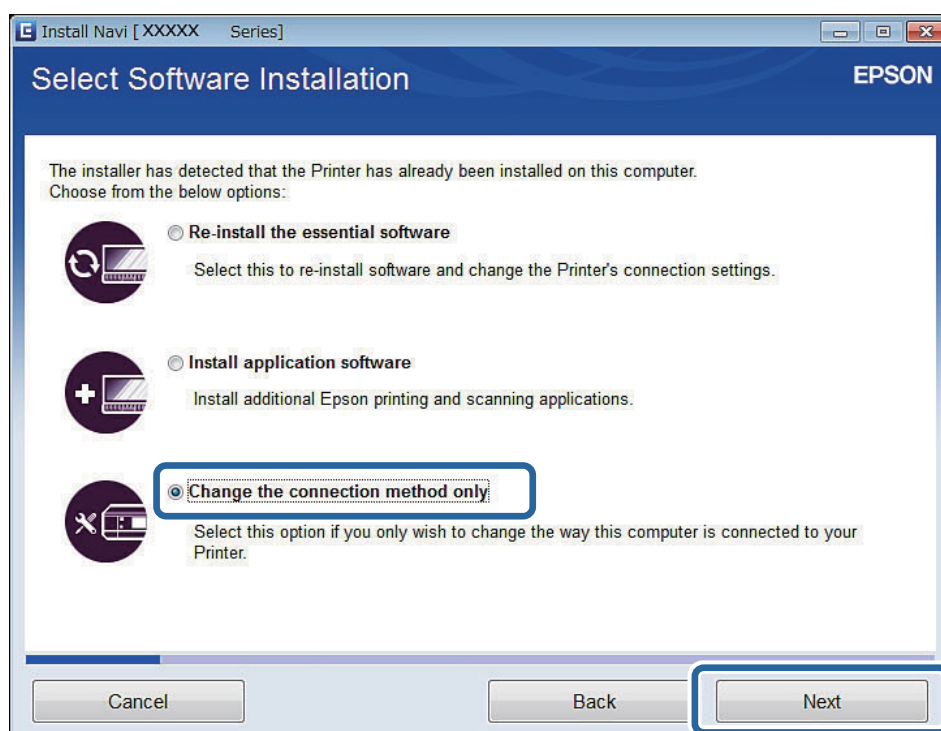 Install Navi [ XXXXX Series]
Select Software Installation
EPSON
The installer has detected that the Printer has already been installed on this computer.
Choose from the below options:
Re-install the essential software
Select this to re-install software and change the Printer's connection settings.
Install application software
Install additional Epson printing and scanning applications.
Change the connection method only
Select this option if you only wish to change the way this computer is connected to your
Printer.
Cancel
Back
Next